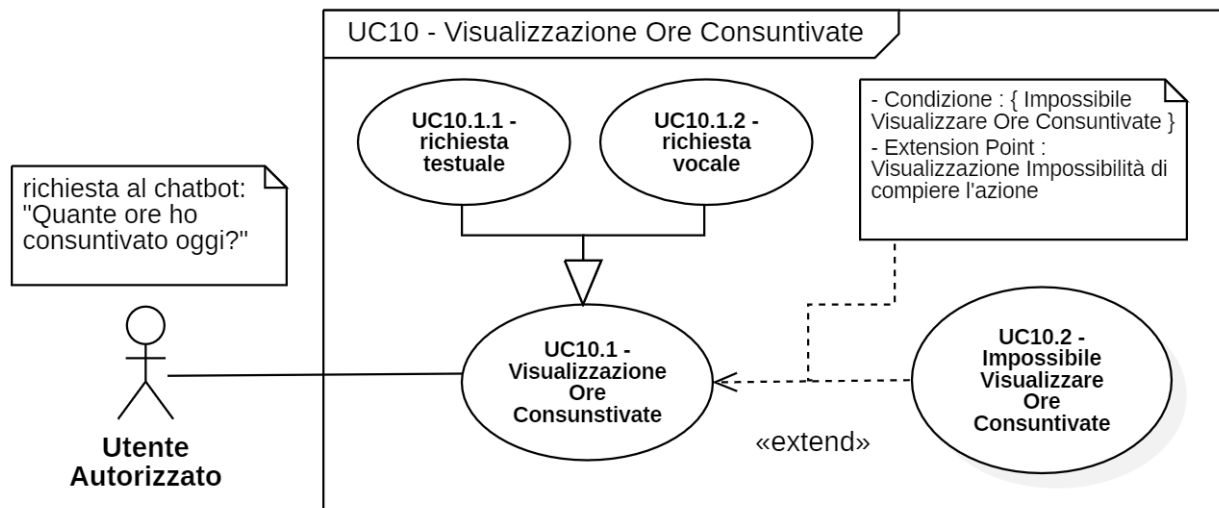 UC10 - Visualizzazione Ore Consuntivate
UC10.1.1 -
richiesta
testuale
UC10.1.2 -
richiesta
vocale
- Condizione : { Impossibile
Visualizzare Ore Consuntivate }
- Extension Point :
Visualizzazione Impossibilità di
compiere l'azione
richiesta al chatbot:
"Quante ore ho
consuntivato oggi?"
Utente
Autorizzato
UC10.1 -
Visualizzazione
Ore
Consunstivate
«extend»
UC10.2 -
Impossibile
Visualizzare
Ore
Consuntivate